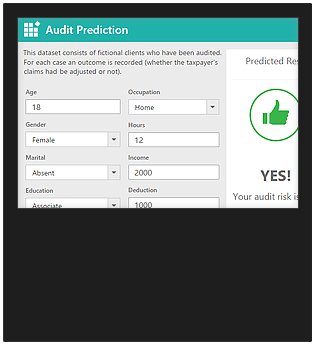 Audit Prediction
This dataset consists of fictional clients who have been audited.
For each case an outcome is recorded (whether the taxpayer's
claims had be adjusted or not).
Age
18
Occupation
Home
Gender
Female
Hours
12
Marital
Absent
Income
2000
Education
Associate
Deduction
1000
Predicted Res
YES!
Your audit risk is